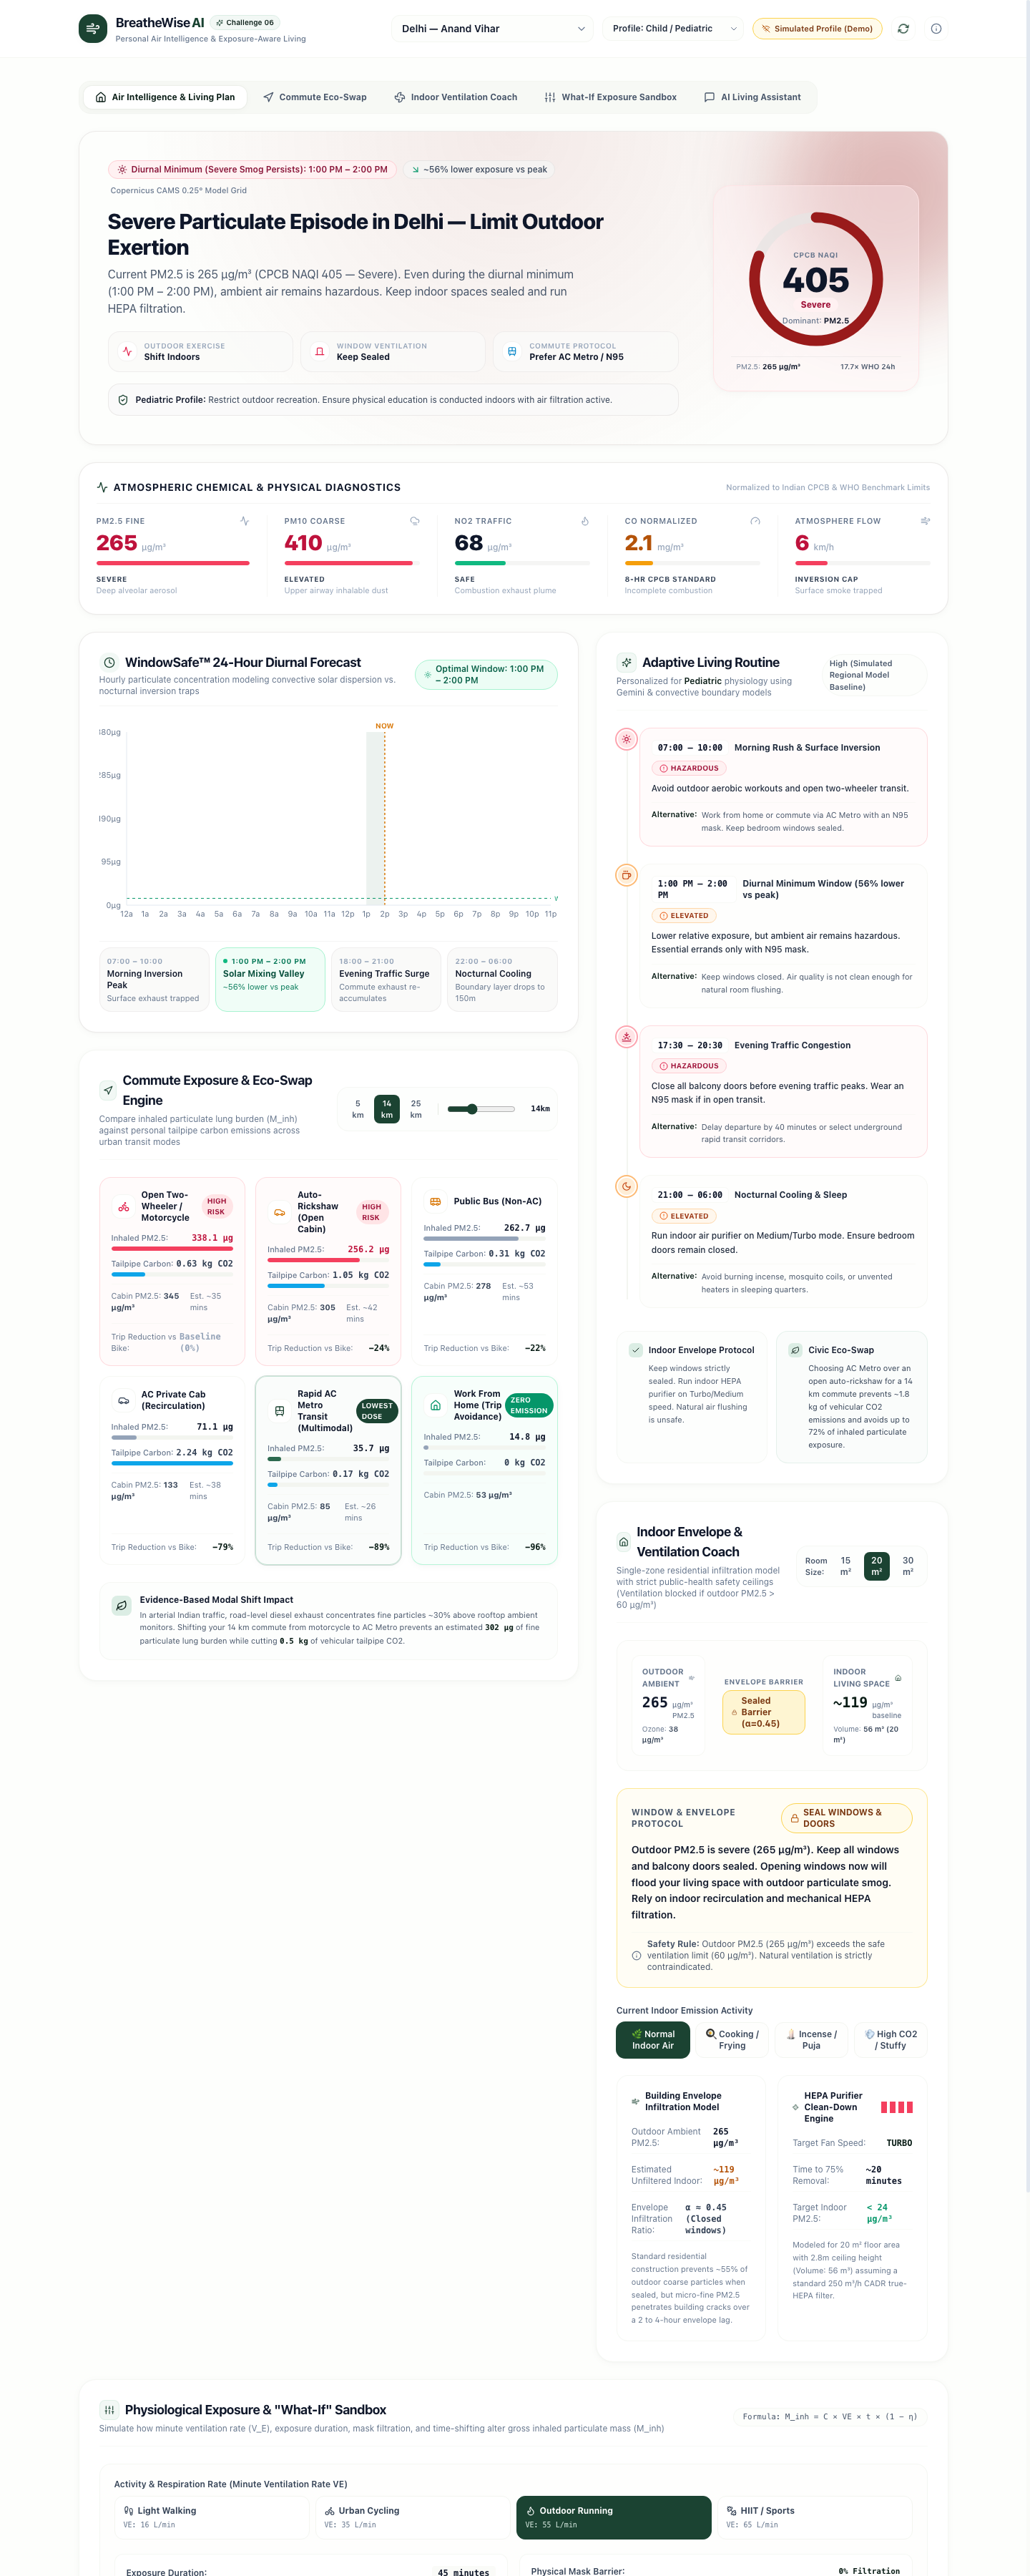 BreatheWise AI
Challenge 06
Personal Air Intelligence & Exposure-Aware Living
Delhi — Anand Vihar
Profile: Child / Pediatric
Simulated Profile (Demo)
Air Intelligence & Living Plan
Commute Eco-Swap
Indoor Ventilation Coach
What-If Exposure Sandbox
AI Living Assistant
Diurnal Minimum (Severe Smog Persists): 1:00 PM – 2:00 PM
~56% lower exposure vs peak
Copernicus CAMS 0.25° Model Grid
Severe Particulate Episode in Delhi — Limit Outdoor
Exertion
Current PM2.5 is 265 µg/m³ (CPCB NAQI 405 — Severe). Even during the diurnal minimum
(1:00 PM – 2:00 PM), ambient air remains hazardous. Keep indoor spaces sealed and run
HEPA filtration.
OUTDOOR EXERCISE
Shift Indoors
WINDOW VENTILATION
Keep Sealed
COMMUTE PROTOCOL
Prefer AC Metro / N95
Pediatric Profile: Restrict outdoor recreation. Ensure physical education is conducted indoors with air filtration active.
CPCB NAQI
405
Severe
Dominant: PM2.5
PM2.5: 265 µg/m³
17.7× WHO 24h
ATMOSPHERIC CHEMICAL & PHYSICAL DIAGNOSTICS
Normalized to Indian CPCB & WHO Benchmark Limits
PM2.5 FINE
265 µg/m³
SEVERE
Deep alveolar aerosol
PM10 COARSE
410 µg/m³
ELEVATED
Upper airway inhalable dust
NO2 TRAFFIC
68 µg/m³
SAFE
Combustion exhaust plume
CO NORMALIZED
2.1 mg/m³
8-HR CPCB STANDARD
Incomplete combustion
ATMOSPHERE FLOW
6 km/h
INVERSION CAP
Surface smoke trapped
WindowSafe™ 24-Hour Diurnal Forecast
Hourly particulate concentration modeling convective solar dispersion vs.
nocturnal inversion traps
Optimal Window: 1:00 PM
– 2:00 PM
NOW
380µg
285µg
190µg
95µg
0µg
12a 1a 2a 3a 4a 5a 6a 7a 8a 9a 10a 11a 12p 1p 2p 3p 4p 5p 6p 7p 8p 9p 10p 11p
07:00 – 10:00
Morning Inversion
Peak
Surface exhaust trapped
1:00 PM – 2:00 PM
Solar Mixing Valley
~56% lower vs peak
18:00 – 21:00
Evening Traffic Surge
Commute exhaust re-
accumulates
22:00 – 06:00
Nocturnal Cooling
Boundary layer drops to
150m
Adaptive Living Routine
Personalized for Pediatric physiology using
Gemini & convective boundary models
High (Simulated
Regional Model
Baseline)
07:00 – 10:00 Morning Rush & Surface Inversion
HAZARDOUS
Avoid outdoor aerobic workouts and open two-wheeler transit.
Alternative: Work from home or commute via AC Metro with an N95
mask. Keep bedroom windows sealed.
1:00 PM – 2:00
PM
Diurnal Minimum Window (56% lower
vs peak)
ELEVATED
Lower relative exposure, but ambient air remains hazardous.
Essential errands only with N95 mask.
Alternative: Keep windows closed. Air quality is not clean enough for
natural room flushing.
17:30 – 20:30 Evening Traffic Congestion
HAZARDOUS
Close all balcony doors before evening traffic peaks. Wear an
N95 mask if in open transit.
Alternative: Delay departure by 40 minutes or select underground
rapid transit corridors.
21:00 – 06:00 Nocturnal Cooling & Sleep
ELEVATED
Run indoor air purifier on Medium/Turbo mode. Ensure bedroom
doors remain closed.
Alternative: Avoid burning incense, mosquito coils, or unvented
heaters in sleeping quarters.
Indoor Envelope Protocol
Keep windows strictly
sealed. Run indoor HEPA
purifier on Turbo/Medium
speed. Natural air flushing
is unsafe.
Civic Eco-Swap
Choosing AC Metro over an
open auto-rickshaw for a 14
km commute prevents ~1.8
kg of vehicular CO2
emissions and avoids up to
72% of inhaled particulate
exposure.
Commute Exposure & Eco-Swap
Engine
Compare inhaled particulate lung burden (M_inh)
against personal tailpipe carbon emissions across
urban transit modes
5
km
14
km
25
km
14km
Open Two-
Wheeler /
Motorcycle
HIGH
RISK
Inhaled PM2.5: 338.1 µg
Tailpipe Carbon: 0.63 kg CO2
Cabin PM2.5: 345
µg/m³
Est. ~35
mins
Trip Reduction vs
Bike:
Baseline
(0%)
Auto-
Rickshaw
(Open
Cabin)
HIGH
RISK
Inhaled PM2.5: 256.2 µg
Tailpipe Carbon: 1.05 kg CO2
Cabin PM2.5: 305
µg/m³
Est. ~42
mins
Trip Reduction vs Bike: −24%
Public Bus (Non-AC)
Inhaled PM2.5: 262.7 µg
Tailpipe Carbon: 0.31 kg CO2
Cabin PM2.5: 278
µg/m³
Est. ~53
mins
Trip Reduction vs Bike: −22%
AC Private Cab
(Recirculation)
Inhaled PM2.5: 71.1 µg
Tailpipe Carbon: 2.24 kg CO2
Cabin PM2.5: 133
µg/m³
Est. ~38
mins
Trip Reduction vs Bike: −79%
Rapid AC
Metro
Transit
(Multimodal)
LOWEST
DOSE
Inhaled PM2.5: 35.7 µg
Tailpipe Carbon: 0.17 kg CO2
Cabin PM2.5: 85
µg/m³
Est. ~26
mins
Trip Reduction vs Bike: −89%
Work From
Home (Trip
Avoidance)
ZERO
EMISSION
Inhaled PM2.5: 14.8 µg
Tailpipe Carbon: 0 kg CO2
Cabin PM2.5: 53 µg/m³
Trip Reduction vs Bike: −96%
Evidence-Based Modal Shift Impact
In arterial Indian traffic, road-level diesel exhaust concentrates fine particles ~30% above rooftop ambient
monitors. Shifting your 14 km commute from motorcycle to AC Metro prevents an estimated 302 µg of fine
particulate lung burden while cutting 0.5 kg of vehicular tailpipe CO2.
Indoor Envelope &
Ventilation Coach
Single-zone residential infiltration model
with strict public-health safety ceilings
(Ventilation blocked if outdoor PM2.5 >
60 µg/m³)
Room
Size:
15
m²
20
m²
30
m²
OUTDOOR
AMBIENT
265 µg/m³
PM2.5
Ozone: 38
µg/m³
ENVELOPE BARRIER
Sealed
Barrier
(α=0.45)
INDOOR
LIVING SPACE
~119 µg/m³
baseline
Volume: 56 m³ (20
m²)
WINDOW & ENVELOPE
PROTOCOL
SEAL WINDOWS &
DOORS
Outdoor PM2.5 is severe (265 µg/m³). Keep all windows
and balcony doors sealed. Opening windows now will
flood your living space with outdoor particulate smog.
Rely on indoor recirculation and mechanical HEPA
filtration.
Safety Rule: Outdoor PM2.5 (265 µg/m³) exceeds the safe
ventilation limit (60 µg/m³). Natural ventilation is strictly
contraindicated.
Current Indoor Emission Activity
Normal
Indoor Air
Cooking /
Frying
Incense /
Puja
High CO2
/ Stuffy
Building Envelope
Infiltration Model
Outdoor Ambient
PM2.5:
265
µg/m³
Estimated
Unfiltered Indoor:
~119
µg/m³
Envelope
Infiltration
Ratio:
α ≈ 0.45
(Closed
windows)
Standard residential
construction prevents ~55% of
outdoor coarse particles when
sealed, but micro-fine PM2.5
penetrates building cracks over
a 2 to 4-hour envelope lag.
HEPA Purifier
Clean-Down
Engine
Target Fan Speed: TURBO
Time to 75%
Removal:
~20
minutes
Target Indoor
PM2.5:
< 24
µg/m³
Modeled for 20 m² floor area
with 2.8m ceiling height
(Volume: 56 m³) assuming a
standard 250 m³/h CADR true-
HEPA filter.
Physiological Exposure & "What-If" Sandbox
Simulate how minute ventilation rate (V_E), exposure duration, mask filtration, and time-shifting alter gross inhaled particulate mass (M_inh)
Formula: M_inh = C × VE × t × (1 − η)
Activity & Respiration Rate (Minute Ventilation Rate VE)
Light Walking
VE: 16 L/min
Urban Cycling
VE: 35 L/min
Outdoor Running
VE: 55 L/min
HIIT / Sports
VE: 65 L/min
Exposure Duration: 45 minutes
Physical Mask Barrier: 0% Filtration